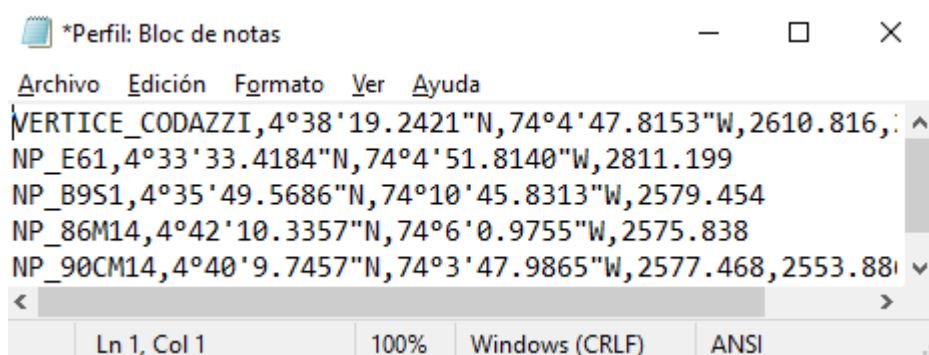 *Perfil: Bloc de notas
Archivo Edición Formato Ver Ayuda
VERTICE_CODAZZI,4°38'19.2421"N,74°4'47.8153"W,2610.816,
NP_E61,4°33'33.4184"N,74°4'51.8140"W,2811.199
NP_B9S1,4°35'49.5686"N,74°10'45.8313"W,2579.454
NP_86M14,4°42'10.3357"N,74°6'0.9755"W,2575.838
NP_90CM14,4°40'9.7457"N,74°3'47.9865"W,2577.468,2553.88
Ln 1, Col 1 100% Windows (CRLF) ANSI